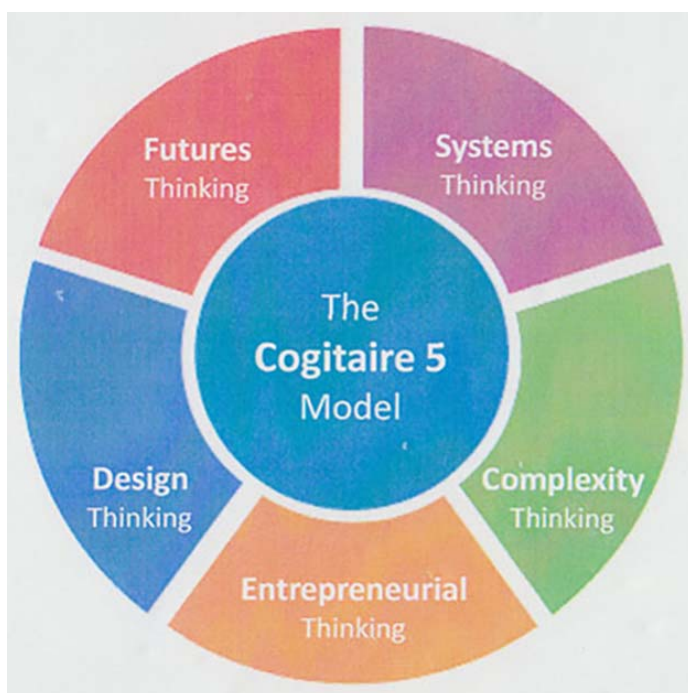 Futures
Thinking
Systems
Thinking
The
Cogitaire 5
Model
Design
Thinking
Complexity
Thinking
Entrepreneurial
Thinking